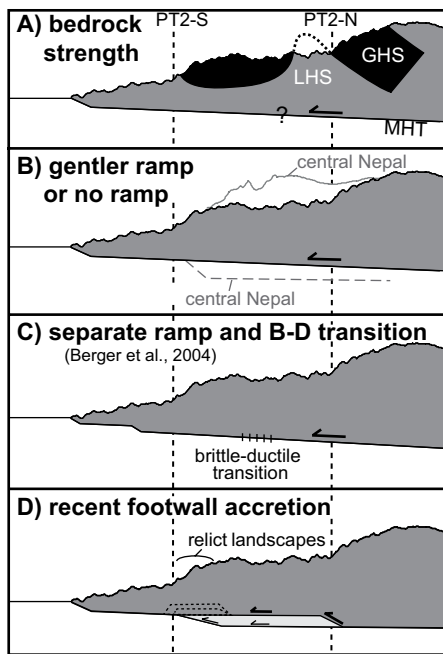 PT2-S PT2-N
A) bedrock
strength
GHS
LHS
?
MHT
B) gentler ramp
or no ramp
central Nepal
central Nepal
C) separate ramp and B-D transition
(Berger et al., 2004)
brittle-ductile
transition
D) recent footwall accretion
relict landscapes